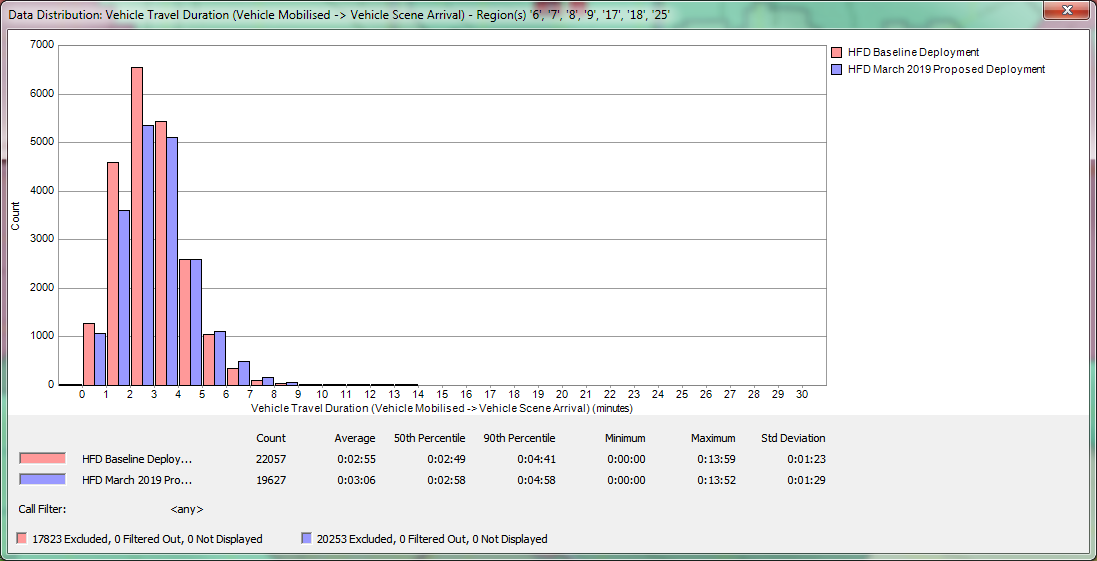 Data Distribution: Vehicle Travel Duration (Vehicle Mobilised -> Vehicle Scene Arrival) - Region(s) '6', '7', '8', '9', '17', '18', '25'
x
7000
6000
5000
4000
3000
2000
1000
0
Count
0 1 2 3 4 5 6 7 8 9 10 11 12 13 14 15 16 17 18 19 20 21 22 23 24 25 26 27 28 29 30
Vehicle Travel Duration (Vehicle Mobilised -> Vehicle Scene Arrival) (minutes)
HFD Baseline Deployment
HFD March 2019 Proposed Deployment
Count Average 50th Percentile 90th Percentile Minimum Maximum Std Deviation
HFD Baseline Deploy... 22057 0:02:55 0:02:49 0:04:41 0:00:00 0:13:59 0:01:23
HFD March 2019 Pro... 19627 0:03:06 0:02:58 0:04:58 0:00:00 0:13:52 0:01:29
Call Filter: <any>
17823 Excluded, 0 Filtered Out, 0 Not Displayed 20253 Excluded, 0 Filtered Out, 0 Not Displayed